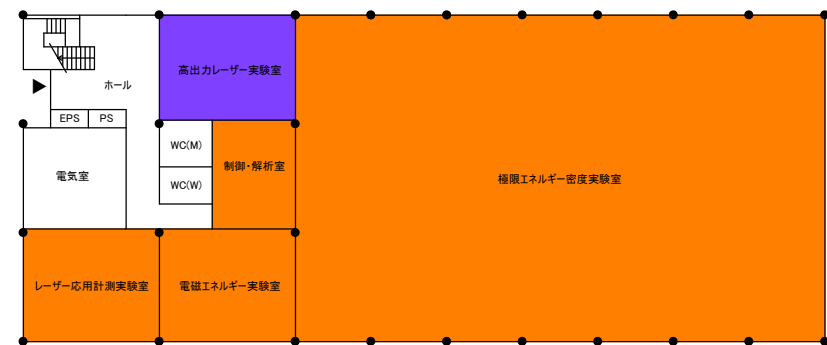 高出力レーザー実験室
ホール
EPS
PS
WC(M)
制御・解析室
電気室
極限エネルギー密度実験室
WC(W)
レーザー応用計測実験室
電磁エネルギー実験室